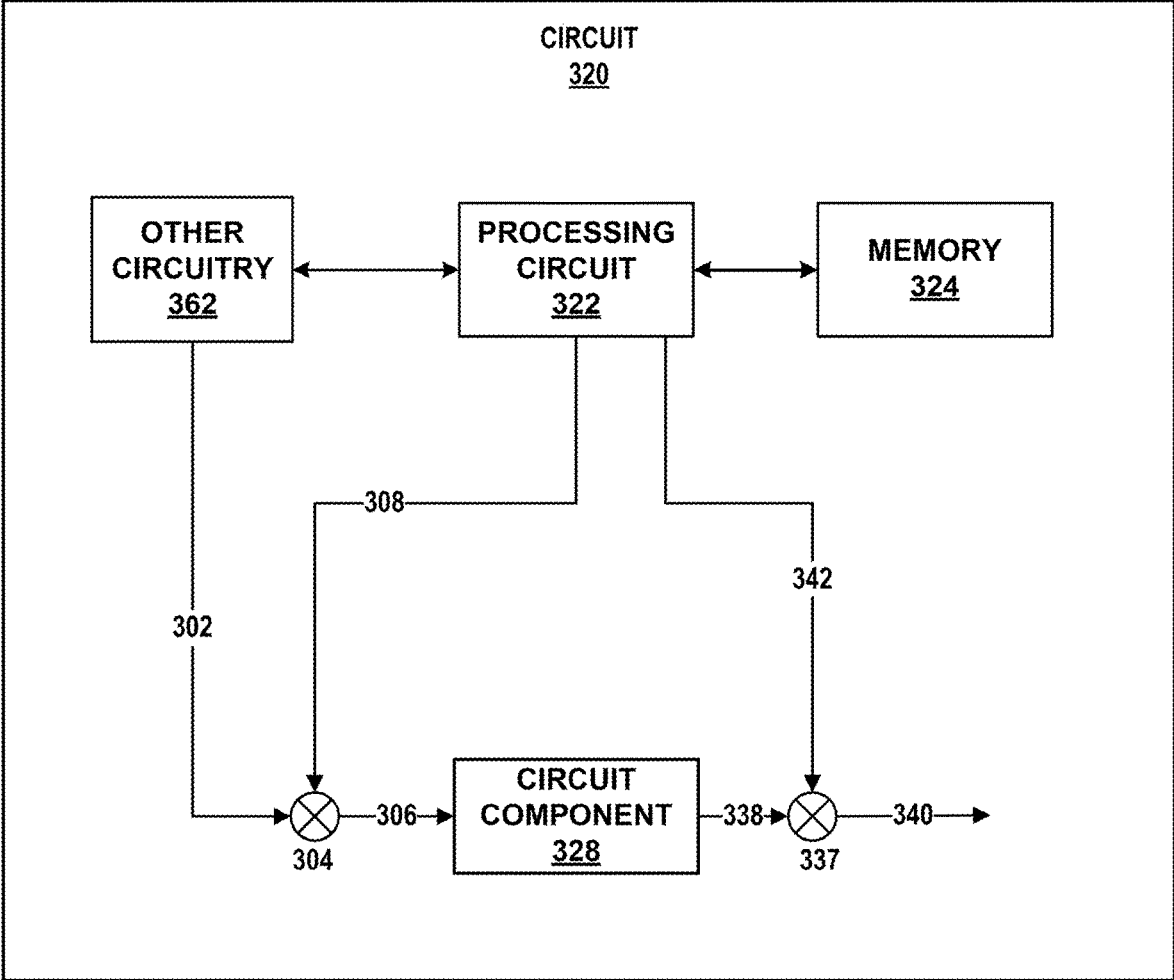 CIRCUIT
320
OTHER
CIRCUITRY
362
PROCESSING
CIRCUIT
322
MEMORY
324
308
342
302
306
CIRCUIT
COMPONENT
328
338
340
304
337